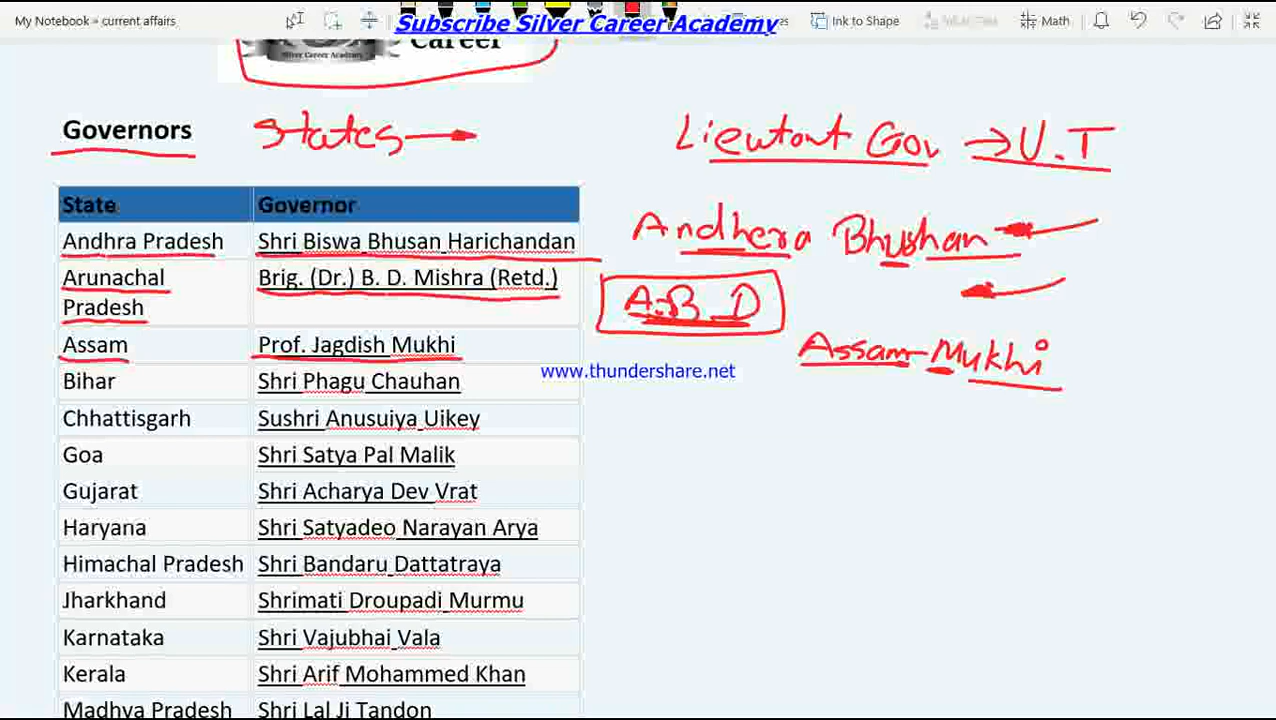 My Notebook » current affairs
Subscribe Silver Career Academy
Ink to Shape
Math
Career
Silver Career Academy
Governors States
Lieutont Gov → U.T
State Governor
Andhra Pradesh Shri Biswa Bhusan Harichandan
Andhera Bhushan
Arunachal Pradesh Brig. (Dr.) B. D. Mishra (Retd.)
A.B.D
Assam Prof. Jagdish Mukhi
Assam-Mukhi
www.thundershare.net
Bihar Shri Phagu Chauhan
Chhattisgarh Sushri Anusuiya Uikey
Goa Shri Satya Pal Malik
Gujarat Shri Acharya Dev Vrat
Haryana Shri Satyadeo Narayan Arya
Himachal Pradesh Shri Bandaru Dattatraya
Jharkhand Shrimati Droupadi Murmu
Karnataka Shri Vajubhai Vala
Kerala Shri Arif Mohammed Khan
Madhya Pradesh Shri Lal Ji Tandon